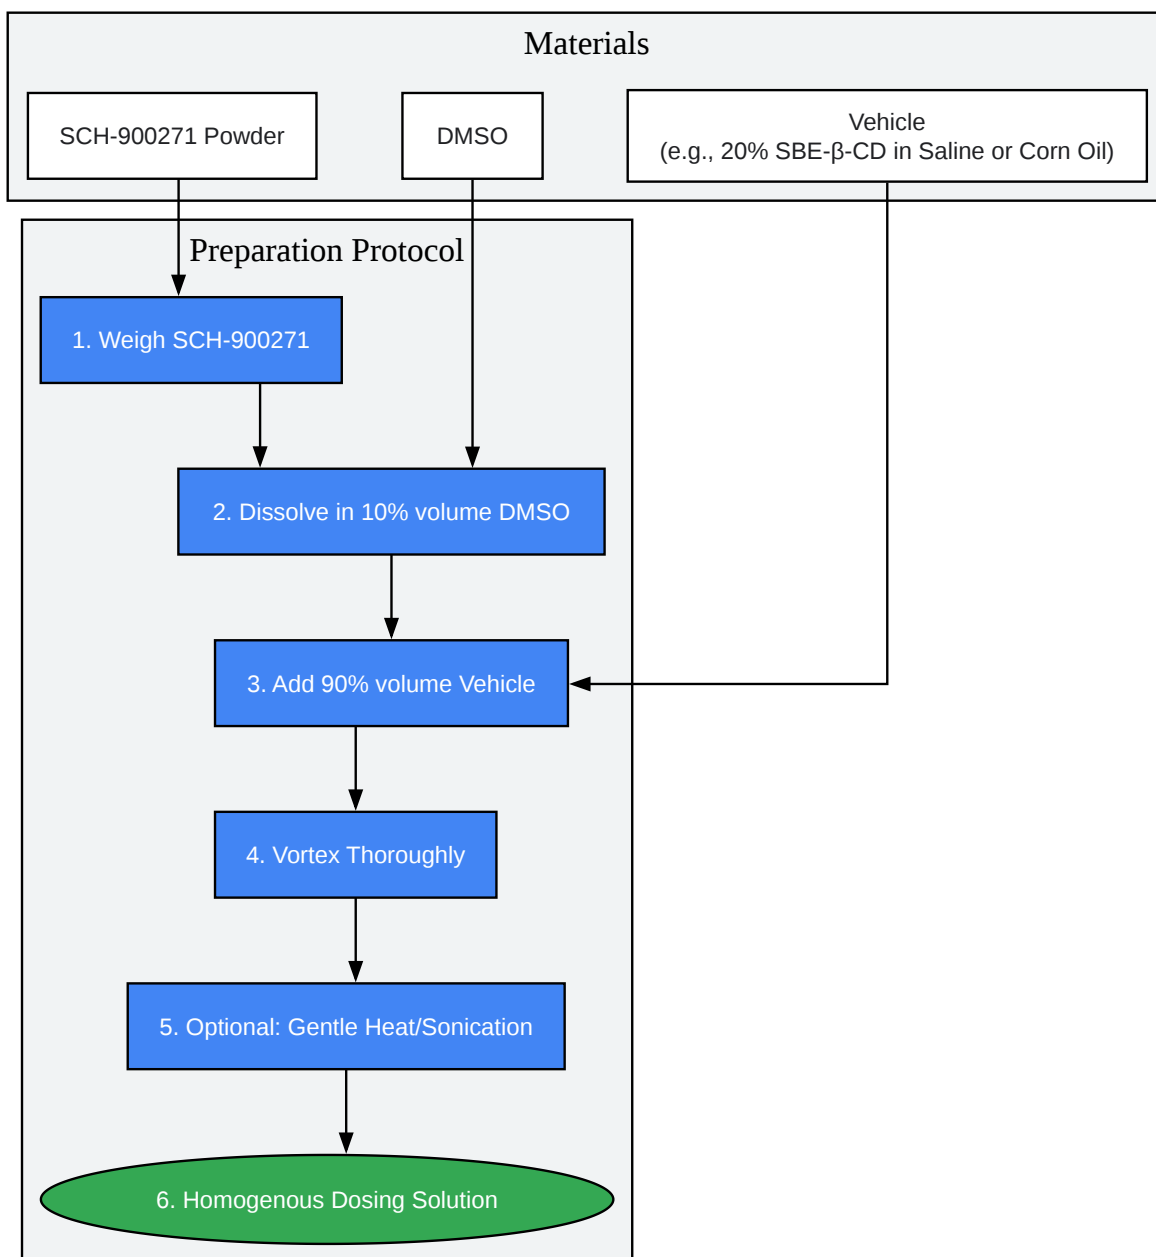 Materials
SCH-900271 Powder
DMSO
Vehicle
(e.g., 20% SBE-β-CD in Saline or Corn Oil)
Preparation Protocol
1. Weigh SCH-900271
2. Dissolve in 10% volume DMSO
3. Add 90% volume Vehicle
4. Vortex Thoroughly
5. Optional: Gentle Heat/Sonication
6. Homogenous Dosing Solution